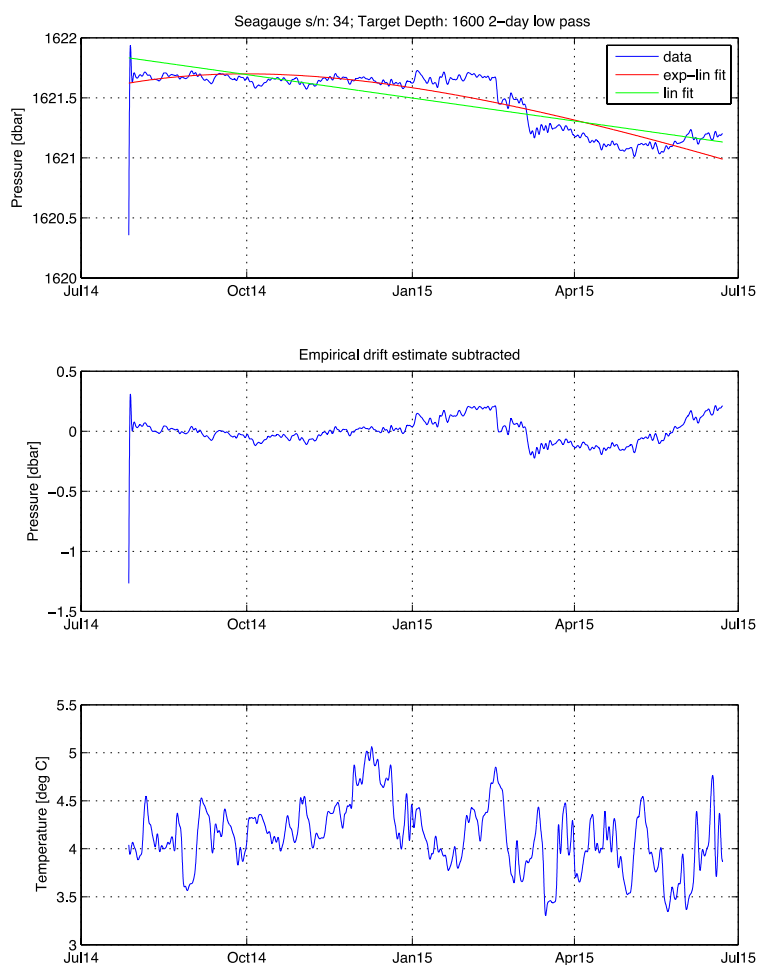 Seagauge s/n: 34; Target Depth: 1600 2-day low pass
1622
1621.5
1621
1620.5
1620
Pressure [dbar]
data
exp-lin fit
lin fit
Jul14
Oct14
Jan15
Apr15
Jul15
Empirical drift estimate subtracted
0.5
0
−0.5
−1
−1.5
Pressure [dbar]
Jul14
Oct14
Jan15
Apr15
Jul15
5.5
5
4.5
4
3.5
3
Temperature [deg C]
Jul14
Oct14
Jan15
Apr15
Jul15